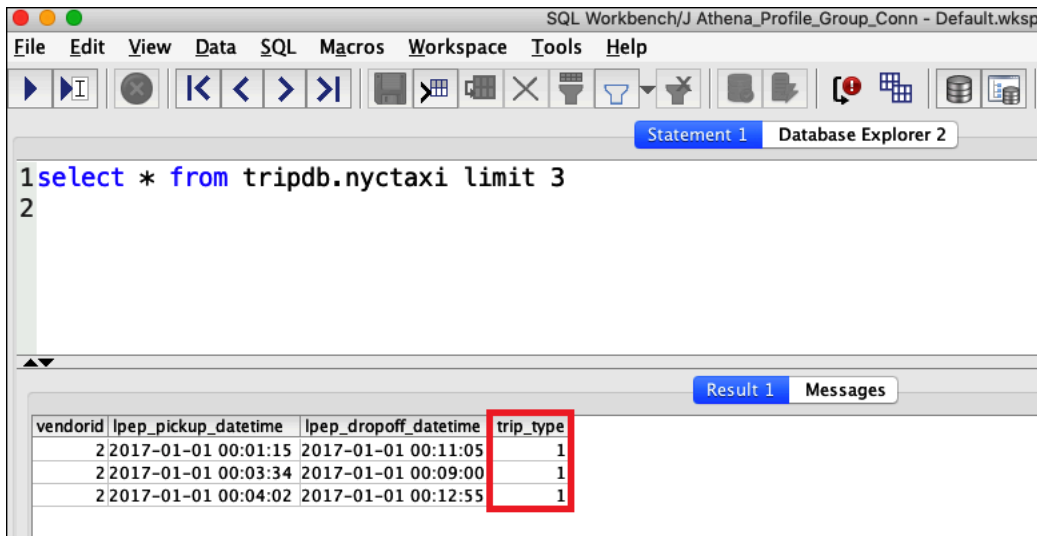 SQL Workbench/J Athena_Profile_Group_Conn - Default.wksp
File Edit View Data SQL Macros Workspace Tools Help
Statement 1 Database Explorer 2
1 select * from tripdb.nyctaxi limit 3
2
Result 1 Messages
vendorid lpep_pickup_datetime lpep_dropoff_datetime trip_type
2 2017-01-01 00:01:15 2017-01-01 00:11:05 1
2 2017-01-01 00:03:34 2017-01-01 00:09:00 1
2 2017-01-01 00:04:02 2017-01-01 00:12:55 1